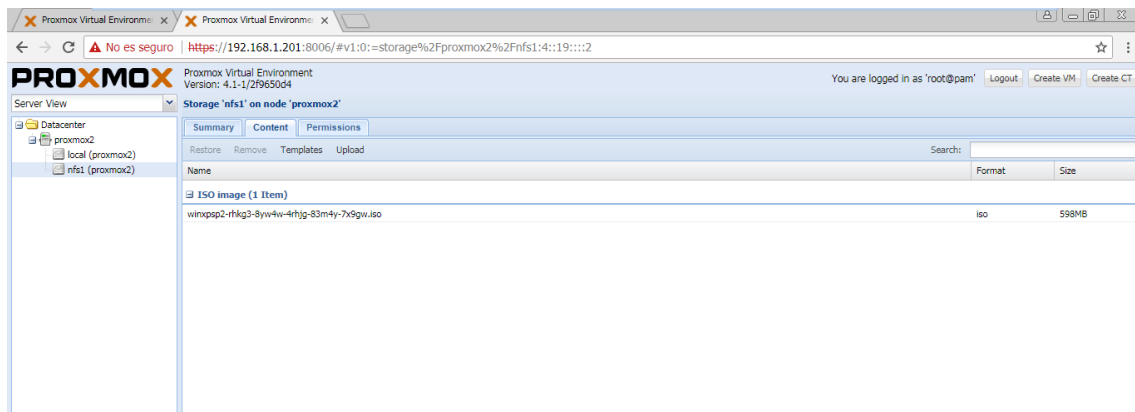 Proxmox Virtual Environme
Proxmox Virtual Environme
No es seguro | https://192.168.1.201:8006/#v1:0:=storage%2Fproxmox2%2Fnfs1:4::19::::2
PROXMOX
Proxmox Virtual Environment
Version: 4.1-1/2f9650d4
You are logged in as 'root@pam' Logout Create VM Create CT
Server View
Storage 'nfs1' on node 'proxmox2'
Datacenter
proxmox2
local (proxmox2)
nfs1 (proxmox2)
Summary Content Permissions
Restore Remove Templates Upload Search:
Name Format Size
ISO image (1 Item)
winxpsp2-rhkg3-8yw4w-4rhjg-83m4y-7x9gw.iso iso 598MB